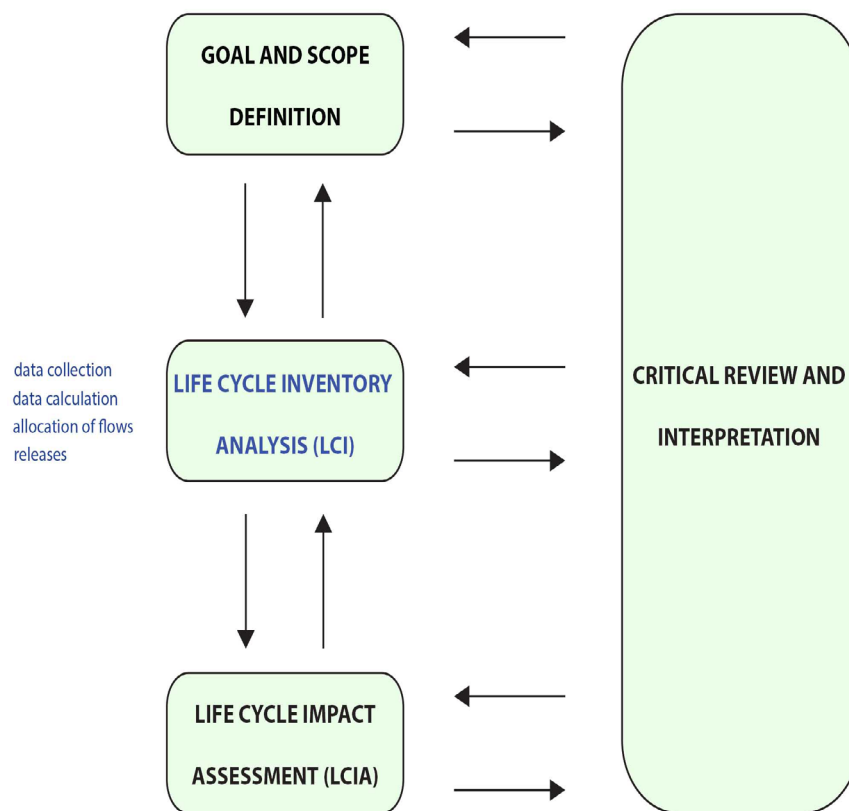 GOAL AND SCOPE
DEFINITION
data collection
data calculation
allocation of flows
releases
LIFE CYCLE INVENTORY
ANALYSIS (LCI)
CRITICAL REVIEW AND
INTERPRETATION
LIFE CYCLE IMPACT
ASSESSMENT (LCIA)